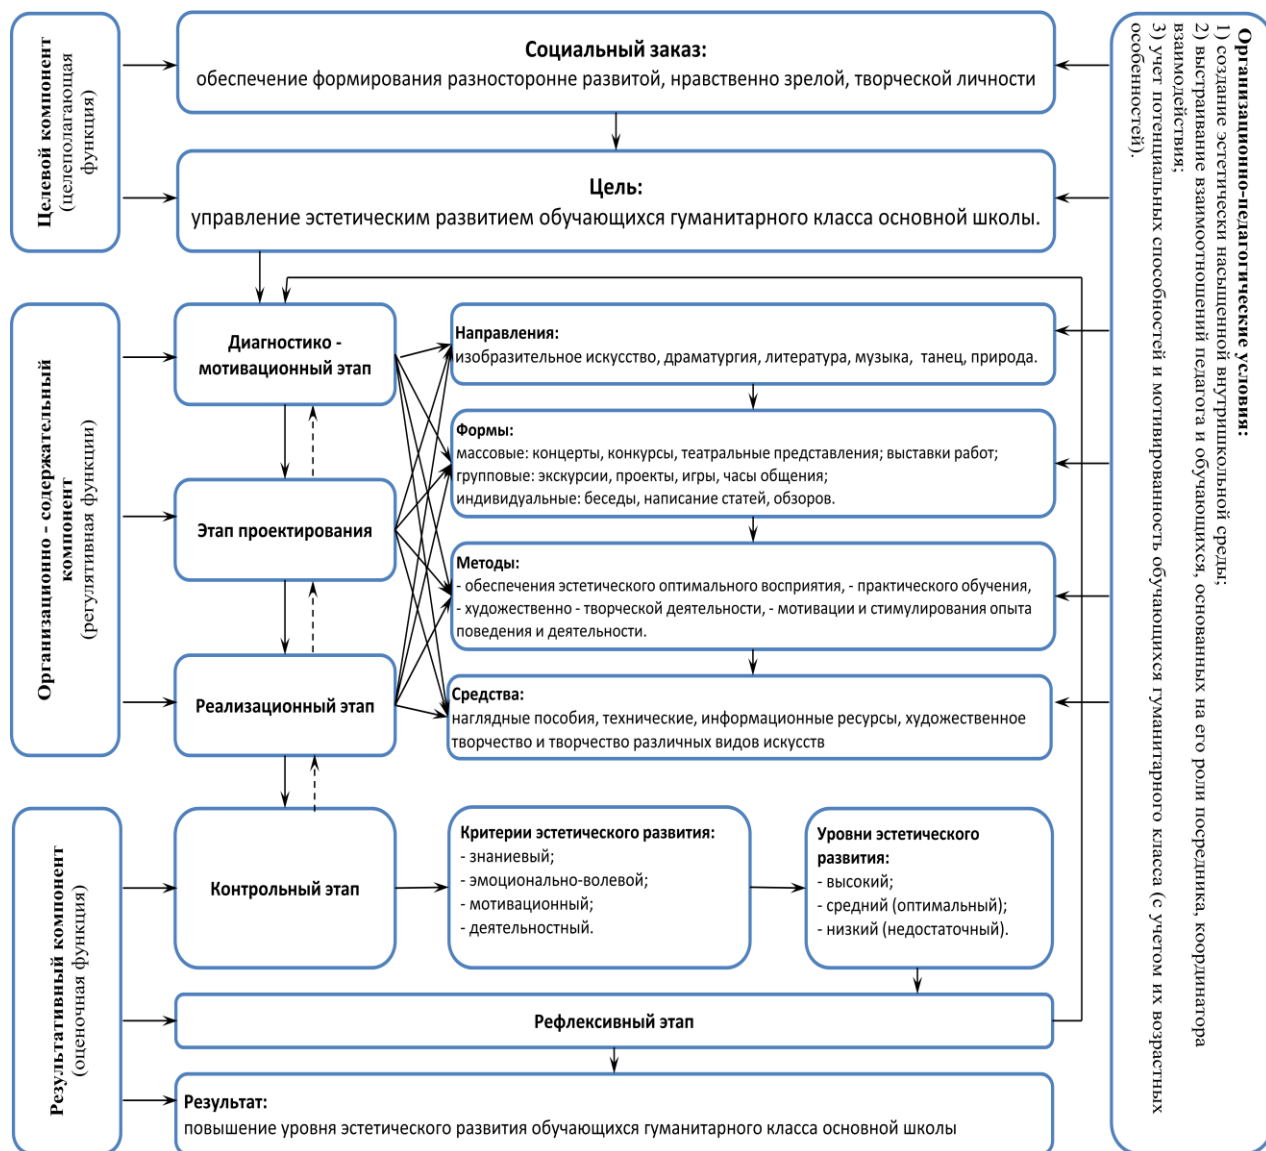 Целевой компонент
(целеполагающая
функция)
Социальный заказ:
обеспечение формирования разносторонне развитой, нравственно зрелой, творческой личности
Цель:
управление эстетическим развитием обучающихся гуманитарного класса основной школы.
Организационно - содержательный
компонент
(регулятивная функции)
Диагностико -
мотивационный этап
Этап проектирования
Реализационный этап
Направления:
изобразительное искусство, драматургия, литература, музыка, танец, природа.
Формы:
массовые: концерты, конкурсы, театральные представления; выставки работ;
групповые: экскурсии, проекты, игры, часы общения;
индивидуальные: беседы, написание статей, обзоров.
Методы:
- обеспечения эстетического оптимального восприятия, - практического обучения,
- художественно - творческой деятельности, - мотивации и стимулирования опыта
поведения и деятельности.
Средства:
наглядные пособия, технические, информационные ресурсы, художественное
творчество и творчество различных видов искусств
Результативный компонент
(оценочная функция)
Контрольный этап
Критерии эстетического развития:
- знаниевый;
- эмоционально-волевой;
- мотивационный;
- деятельностный.
Уровни эстетического
развития:
- высокий;
- средний (оптимальный);
- низкий (недостаточный).
Рефлексивный этап
Результат:
повышение уровня эстетического развития обучающихся гуманитарного класса основной школы
Организационно-педагогические условия:
1) создание эстетически насыщенной внутришкольной среды;
2) выстраивание взаимоотношений педагога и обучающихся, основанных на его роли посредника, координатора
взаимодействия;
3) учет потенциальных способностей и мотивированность обучающихся гуманитарного класса (с учетом их возрастных
особенностей).